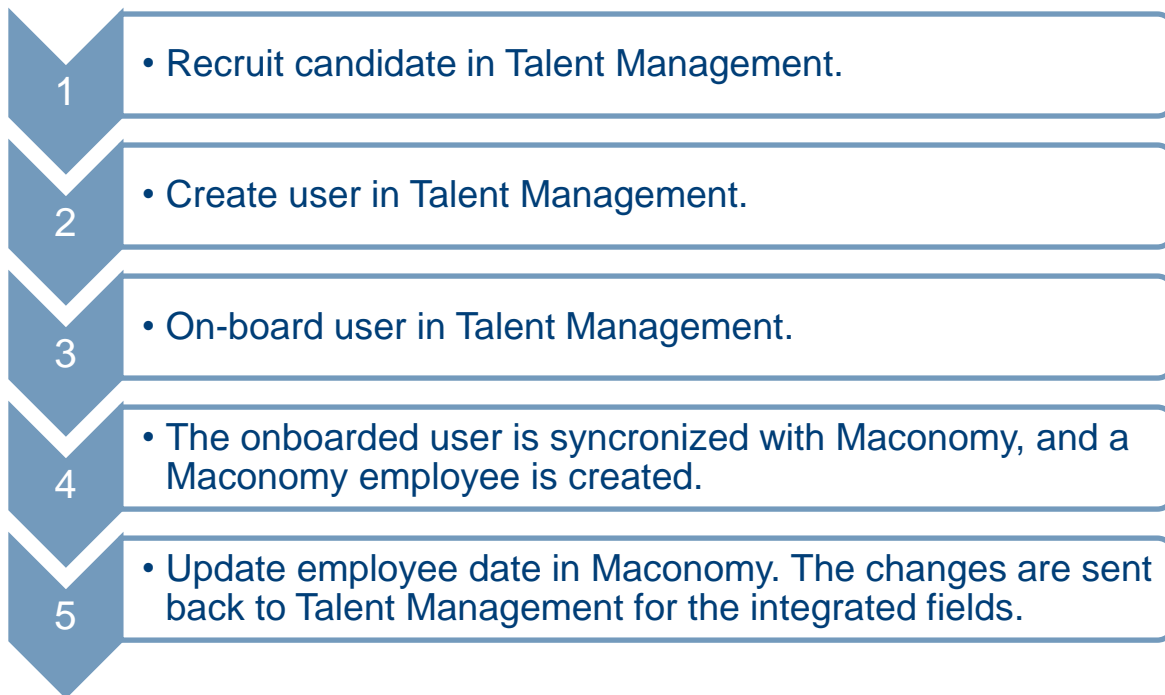 1
• Recruit candidate in Talent Management.
2
• Create user in Talent Management.
3
• On-board user in Talent Management.
4
• The onboarded user is syncronized with Maconomy, and a
Maconomy employee is created.
5
• Update employee date in Maconomy. The changes are sent
back to Talent Management for the integrated fields.